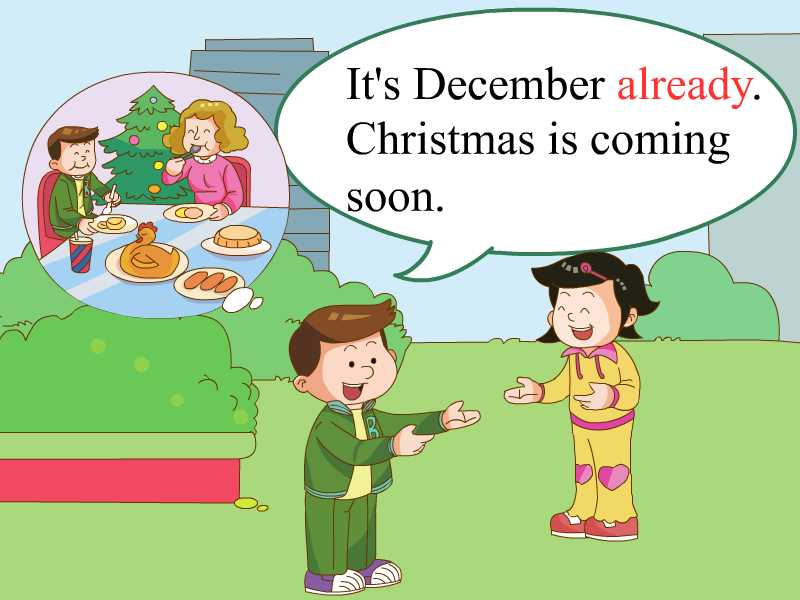 It's December already.
Christmas is coming
soon.